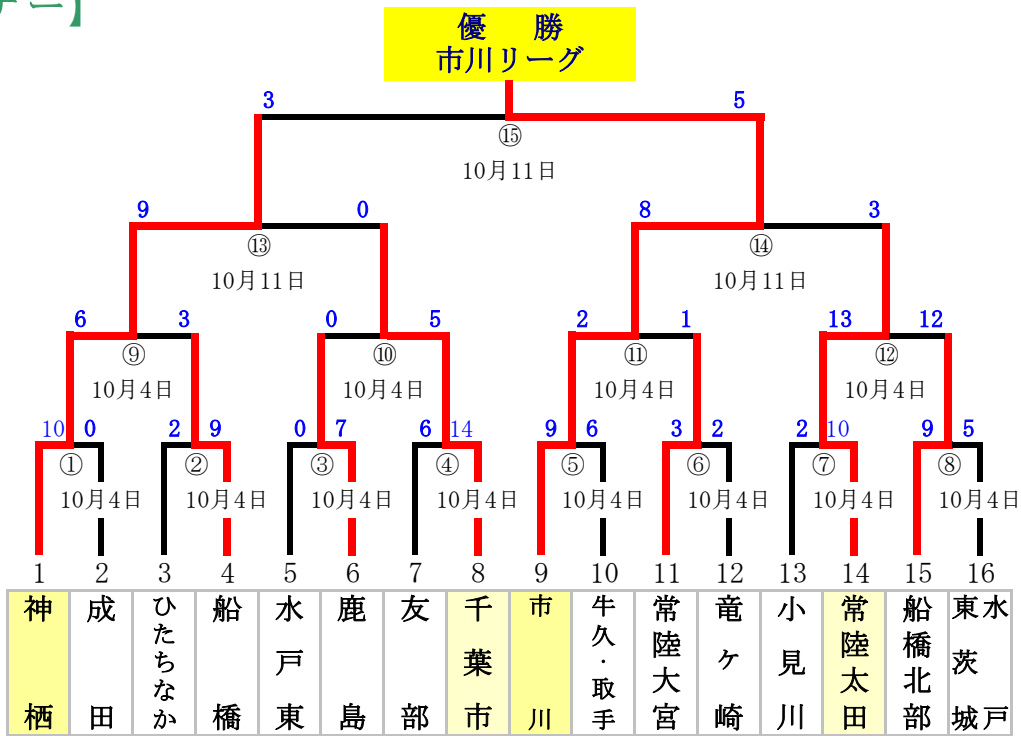 ナー】
優 勝
市川リーグ
3 5
⑮
10月11日
9 0 8 3
⑬ ⑭
10月11日 10月11日
6 3 0 5 2 1 13 12
⑨ ⑩ ⑪ ⑫
10月4日 10月4日 10月4日 10月4日
10 0 2 9 0 7 6 14 9 6 3 2 2 10 9 5
① ② ③ ④ ⑤ ⑥ ⑦ ⑧
10月4日 10月4日 10月4日 10月4日 10月4日 10月4日 10月4日 10月4日
1 2 3 4 5 6 7 8 9 10 11 12 13 14 15 16
神栖
成田
ひたちなか
船橋
水戸東
鹿島
友部
千葉市
市川
牛久・取手
常陸大宮
竜ケ崎
小見川
常陸太田
船橋北部
水戸
東茨城